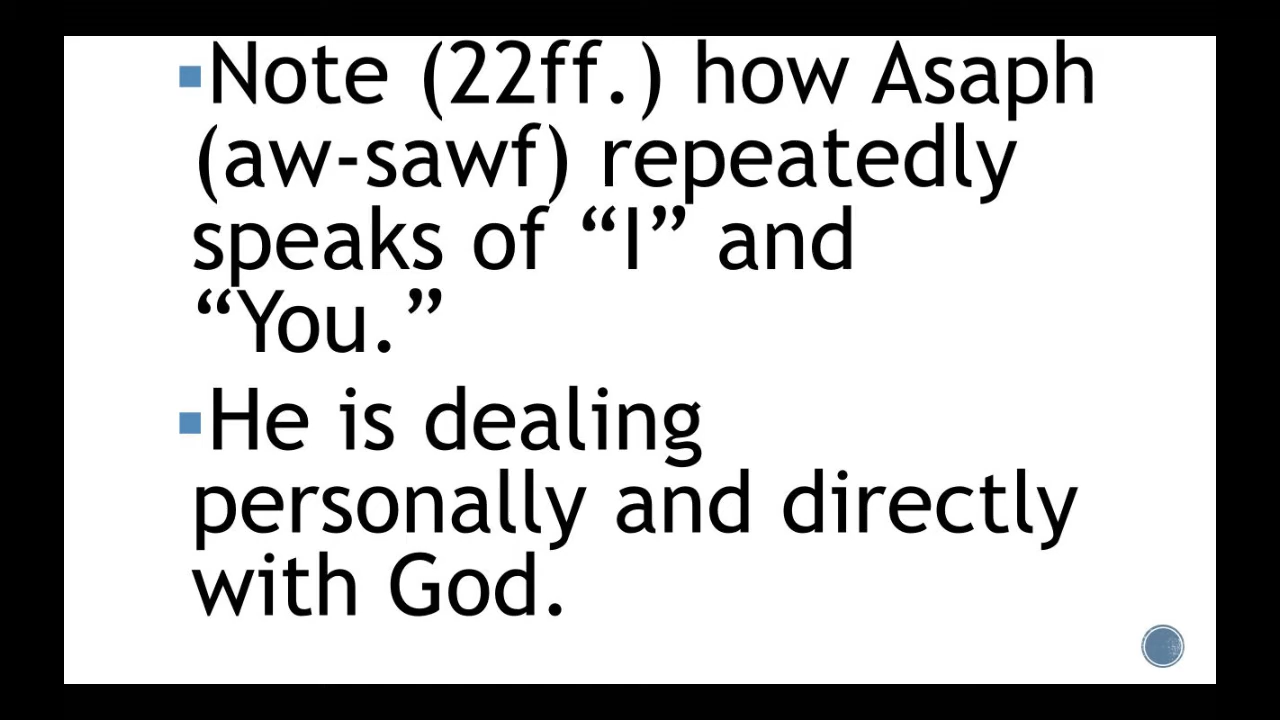 ▪Note (22ff.) how Asaph
(aw-sawf) repeatedly
speaks of “I” and
“You.”
▪He is dealing
personally and directly
with God.